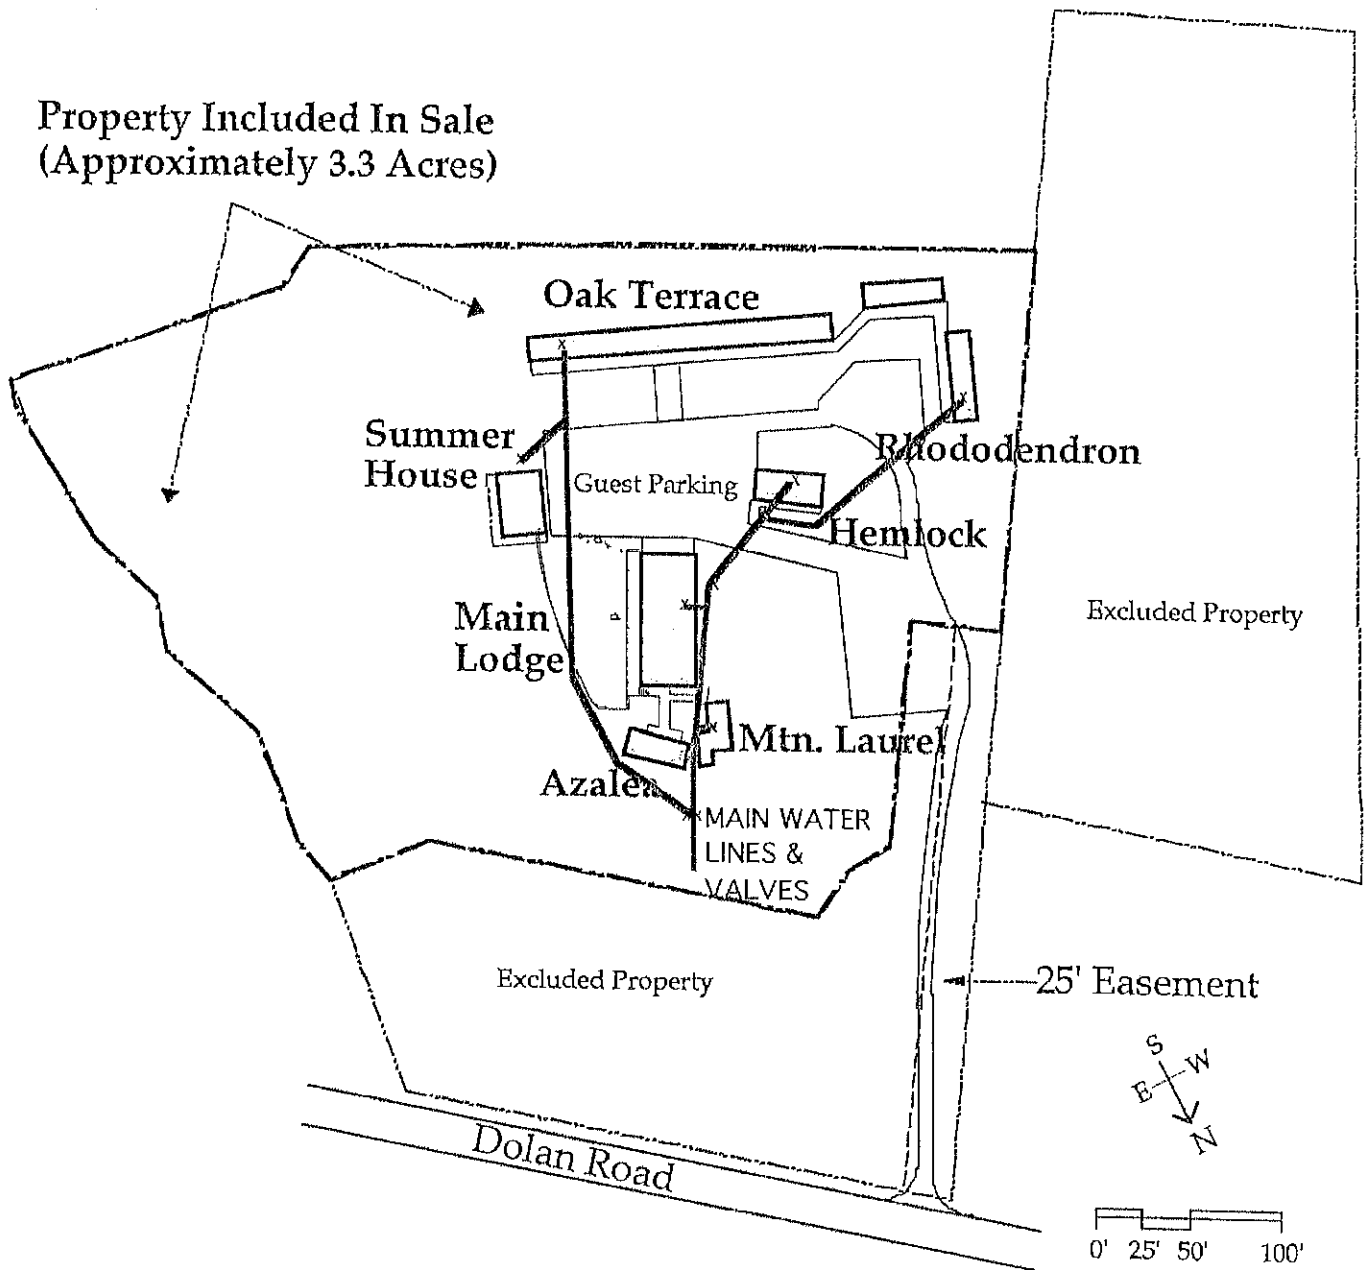 Property Included In Sale
(Approximately 3.3 Acres)
Oak Terrace
Summer
House
Guest Parking
Rhododendron
Hemlock
Main
Lodge
Excluded Property
Mtn. Laurel
Azalea
MAIN WATER
LINES &
VALVES
Excluded Property
25' Easement
S
W
E
N
Dolan Road
0' 25' 50' 100'